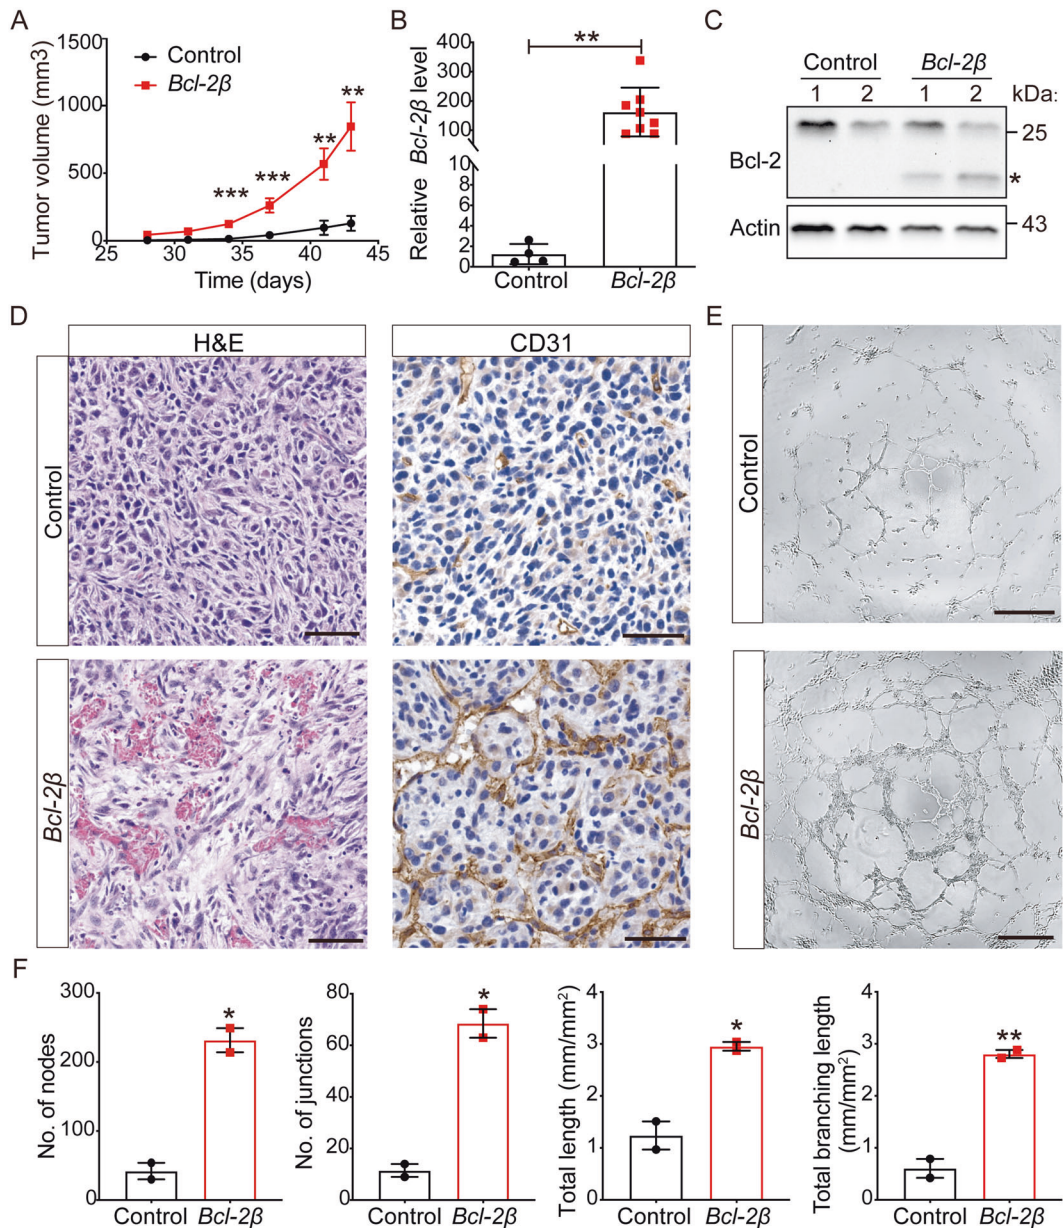 A
1500
1000
500
0
Tumor volume (mm3)
Control
Bcl-2β
***
***
**
**
25
30
35
40
45
Time (days)
B
**
400
300
200
100
10
8
6
4
2
0
Relative Bcl-2β level
Control
Bcl-2β
C
Control
Bcl-2β
1
2
1
2
kDa:
Bcl-2
25
*
Actin
43
D
H&E
CD31
Control
Bcl-2β
E
Control
Bcl-2β
F
No. of nodes
300
200
100
0
*
Control
Bcl-2β
No. of junctions
80
60
40
20
0
*
Control
Bcl-2β
Total length (mm/mm²)
4
3
2
1
0
*
Control
Bcl-2β
Total branching length
(mm/mm²)
4
3
2
1
0
**
Control
Bcl-2β